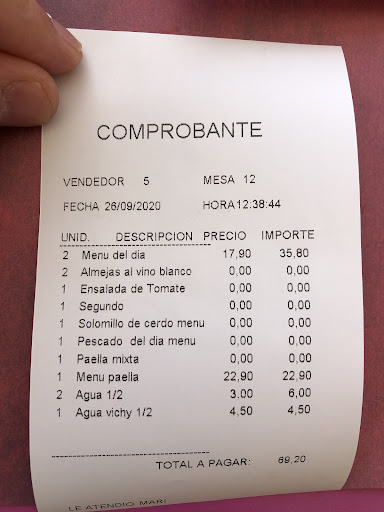 COMPROBANTE
VENDEDOR 5 MESA 12
FECHA 26/09/2020 HORA12:38:44
UNID. DESCRIPCION PRECIO IMPORTE
2 Menu del dia 17,90 35,80
2 Almejas al vino blanco 0,00 0,00
1 Ensalada de Tomate 0,00 0,00
1 Segundo 0,00 0,00
1 Solomillo de cerdo menu 0,00 0,00
1 Pescado del dia menu 0,00 0,00
1 Paella mixta 0,00 0,00
1 Menu paella 22,90 22,90
2 Agua 1/2 3,00 6,00
1 Agua vichy 1/2 4,50 4,50
TOTAL A PAGAR: 69,20
LE ATENDIO MARI